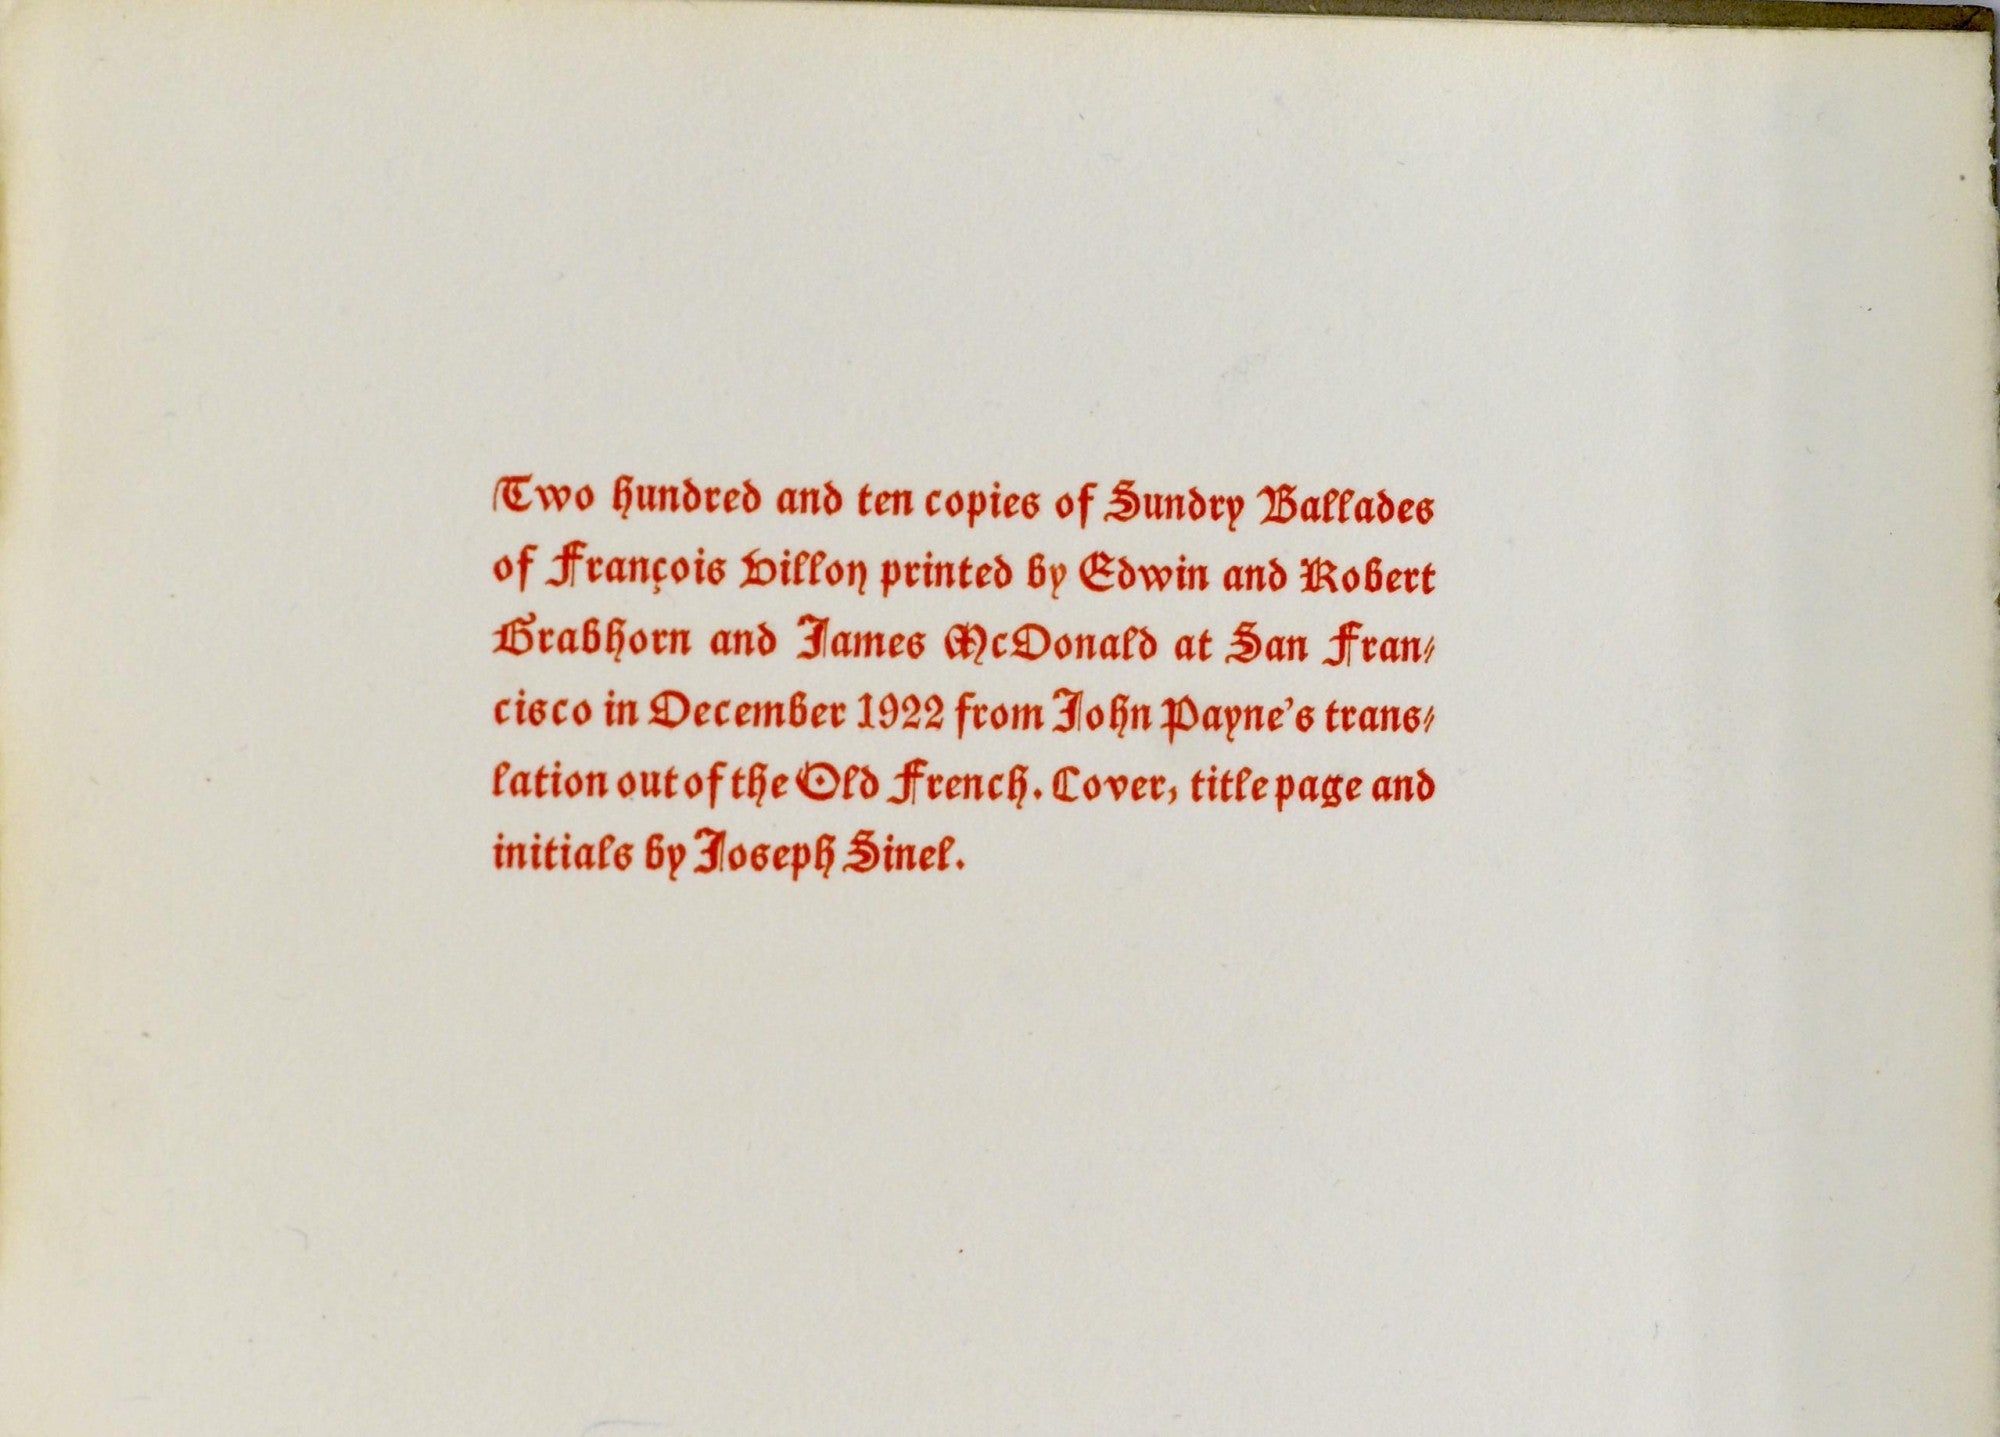 Two hundred and ten copies of Sundry Ballades
of François Villon printed by Edwin and Robert
Grabhorn and James McDonald at San Fran⸗
cisco in December 1922 from John Payne's trans⸗
lation out of the Old French. Cover, title page and
initials by Joseph Sinel.